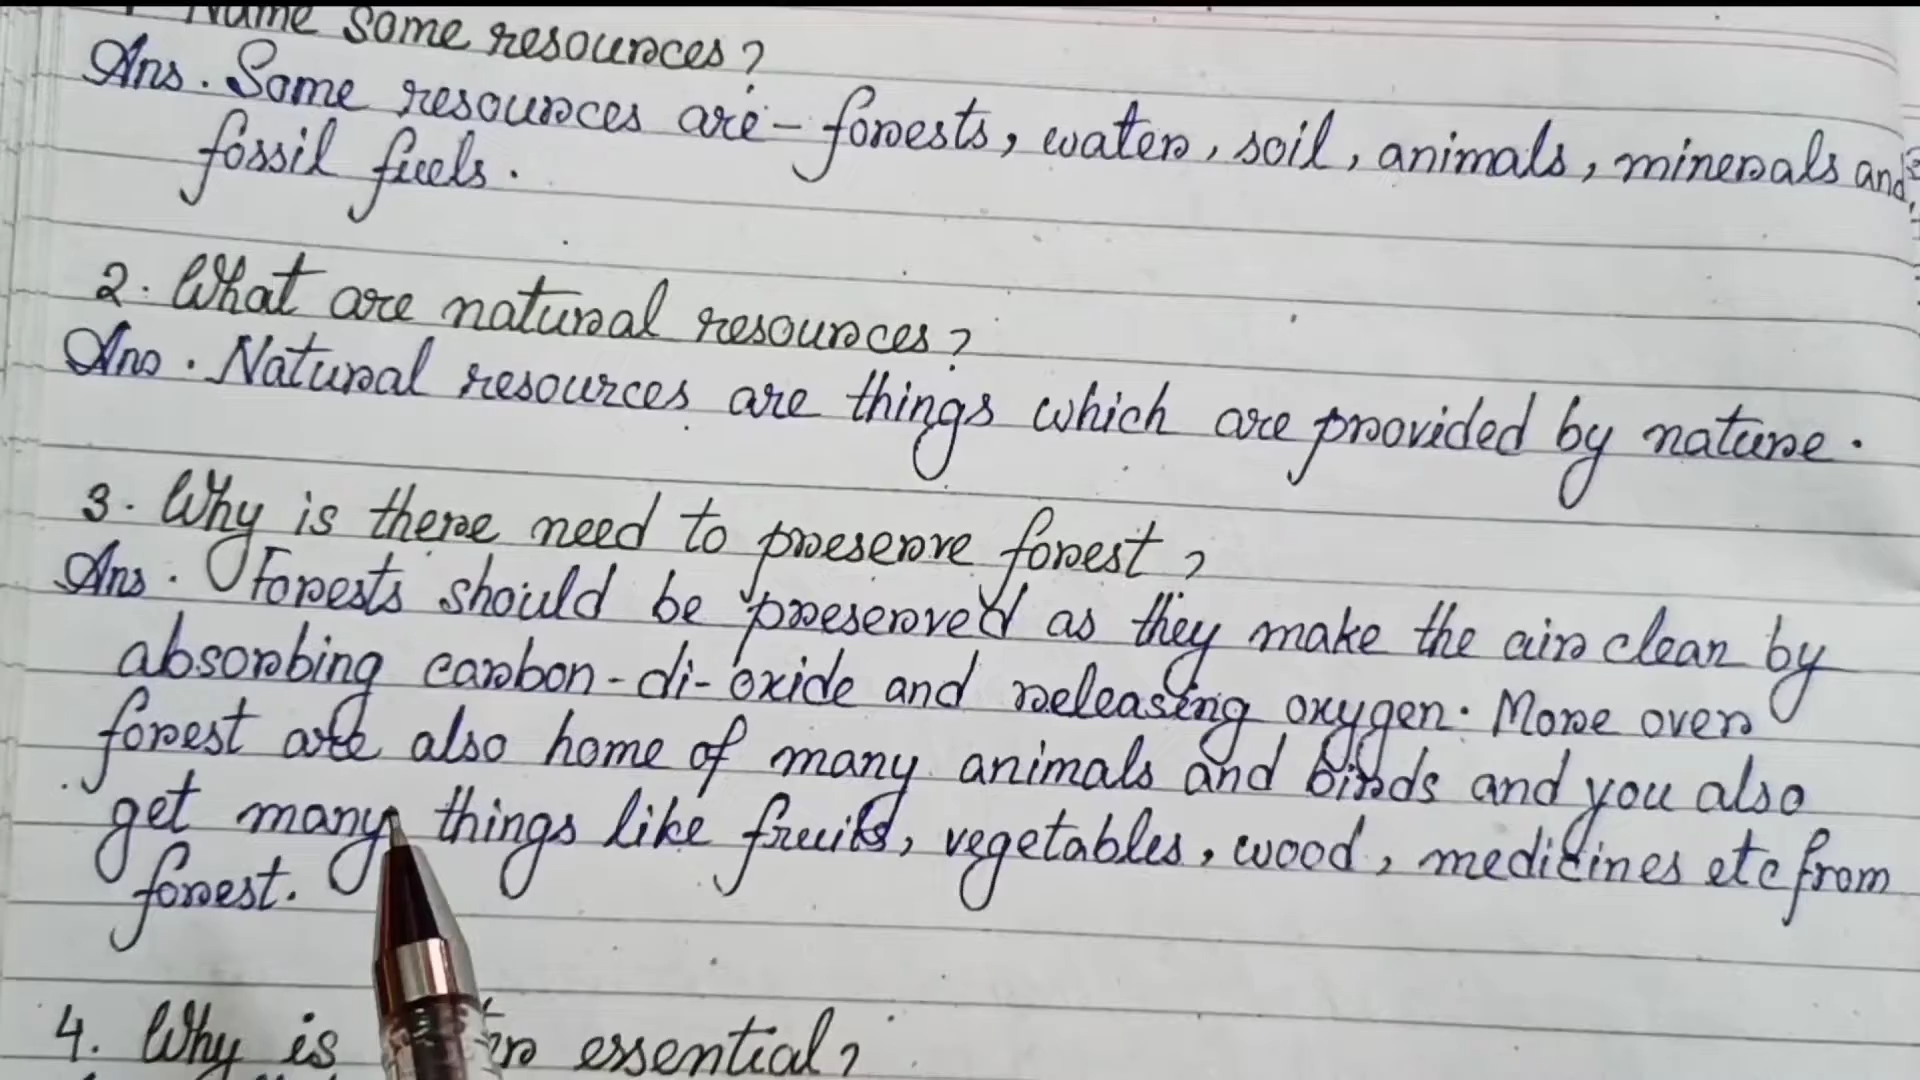 Name some resources?
Ans. Some resources are - forests, water, soil, animals, minerals and
fossil fuels.
2. What are natural resources?
Ans. Natural resources are things which are provided by nature.
3. Why is there need to preserve forest?
Ans. Forests should be preserved as they make the air clean by
absorbing carbon-di-oxide and releasing oxygen. More over
forest are also home of many animals and birds and you also
get many things like fruits, vegetables, wood, medicines etc from
forest.
4. Why is essential?